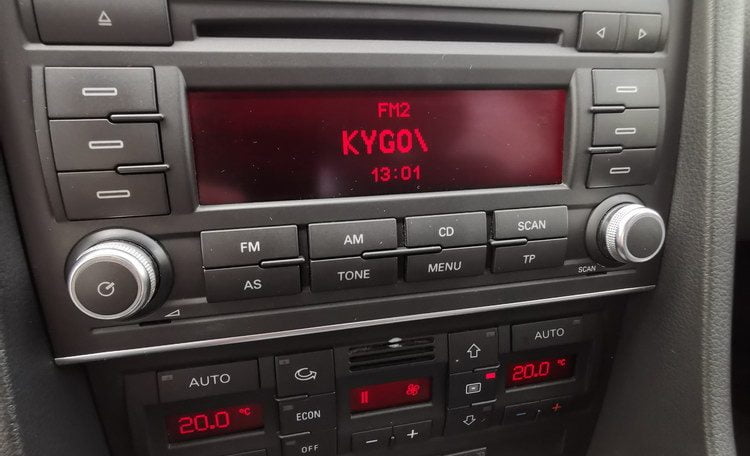 FM2
KYGO\
13:01
FM
AM
CD
SCAN
AS
TONE
MENU
TP
SCAN
AUTO
AUTO
20.0 °C
ECON
20.0 °C
OFF